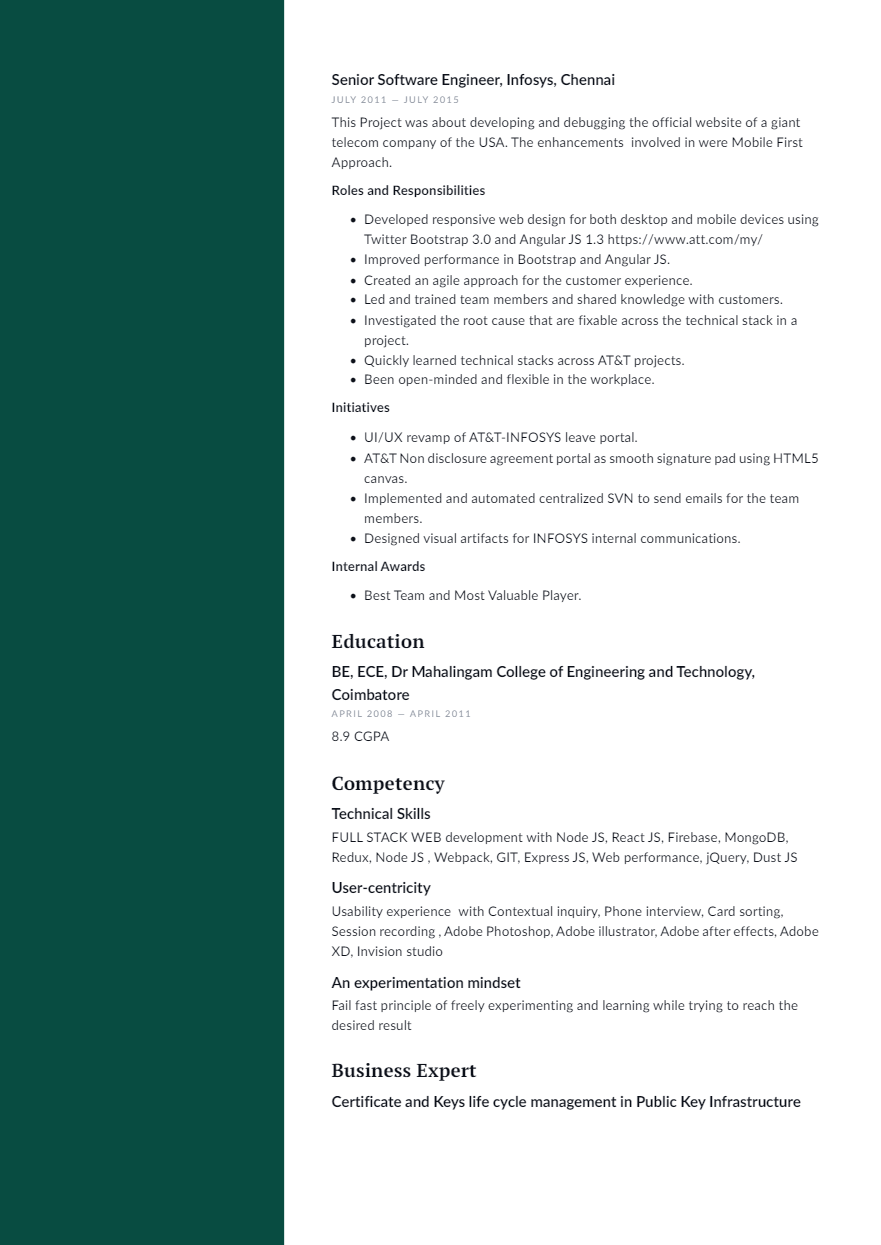 Senior Software Engineer, Infosys, Chennai
JULY 2011 — JULY 2015
This Project was about developing and debugging the official website of a giant
telecom company of the USA. The enhancements  involved in were Mobile First
Approach.
Roles and Responsibilities
• Developed responsive web design for both desktop and mobile devices using
Twitter Bootstrap 3.0 and Angular JS 1.3 https://www.att.com/my/
• Improved performance in Bootstrap and Angular JS.
• Created an agile approach for the customer experience.
• Led and trained team members and shared knowledge with customers.
• Investigated the root cause that are fixable across the technical stack in a
project.
• Quickly learned technical stacks across AT&T projects.
• Been open-minded and flexible in the workplace.
Initiatives
• UI/UX revamp of AT&T-INFOSYS leave portal.
• AT&T Non disclosure agreement portal as smooth signature pad using HTML5
canvas.
• Implemented and automated centralized SVN to send emails for the team
members.
• Designed visual artifacts for INFOSYS internal communications.
Internal Awards
• Best Team and Most Valuable Player.
Education
BE, ECE, Dr Mahalingam College of Engineering and Technology,
Coimbatore
APRIL 2008 — APRIL 2011
8.9 CGPA
Competency
Technical Skills
FULL STACK WEB development with Node JS, React JS, Firebase, MongoDB,
Redux, Node JS , Webpack, GIT, Express JS, Web performance, jQuery, Dust JS
User-centricity
Usability experience  with Contextual inquiry, Phone interview, Card sorting,
Session recording , Adobe Photoshop, Adobe illustrator, Adobe after effects, Adobe
XD, Invision studio
An experimentation mindset
Fail fast principle of freely experimenting and learning while trying to reach the
desired result
Business Expert
Certificate and Keys life cycle management in Public Key Infrastructure